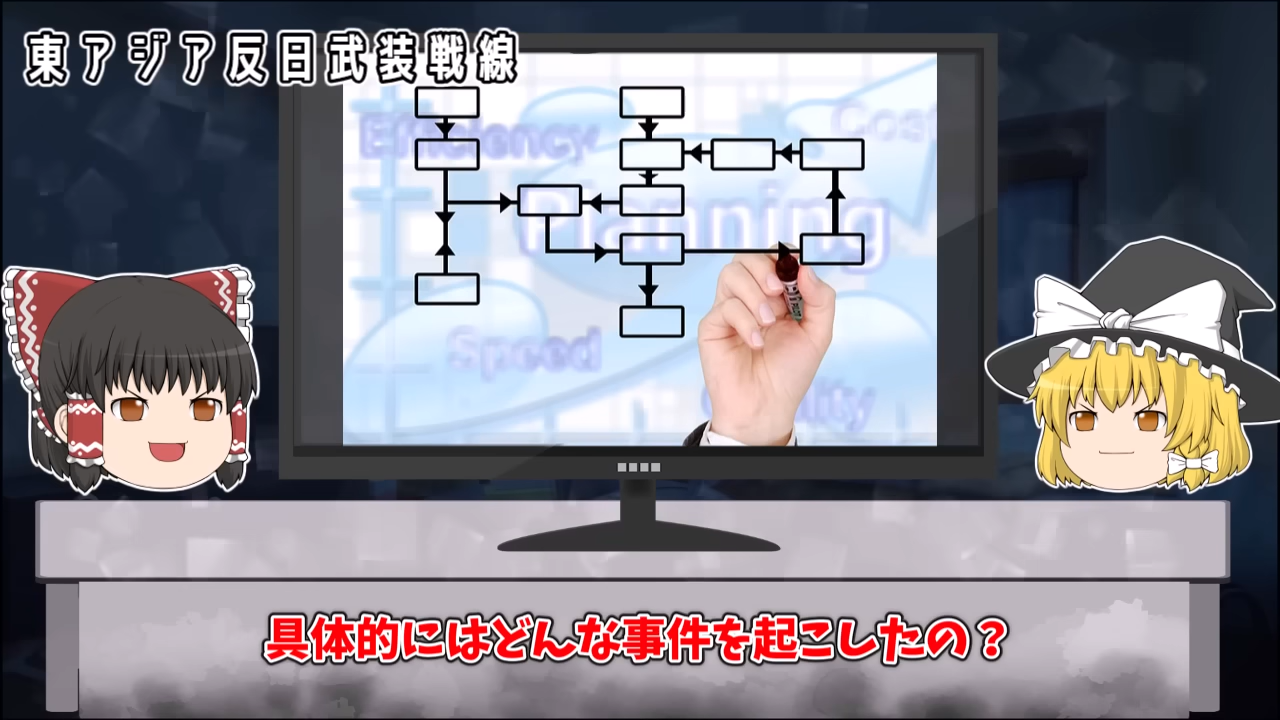 東アジア反日武装戦線
Efficiency
Cost
Planning
Speed
具体的にはどんな事件を起こしたの？